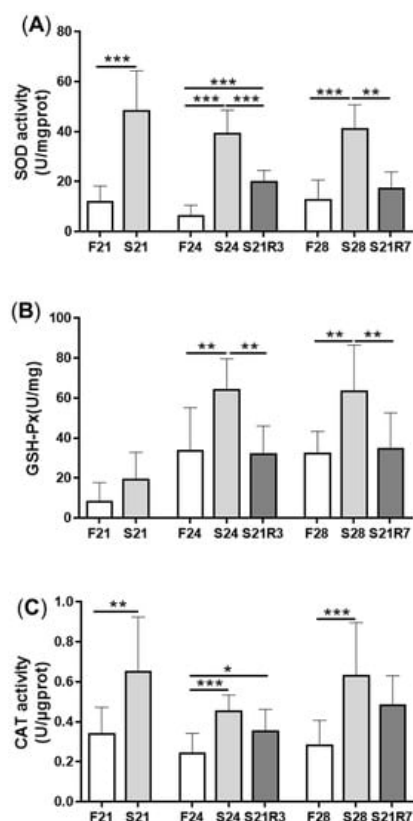 (A)
SOD activity
(U/mgprot)
80
60
40
20
0
*** *** *** *** *** **
F21 S21 F24 S24 S21R3 F28 S28 S21R7
(B)
GSH-Px(U/mg)
100
80
60
40
20
0
** ** ** **
F21 S21 F24 S24 S21R3 F28 S28 S21R7
(C)
CAT activity
(U/μgprot)
1.0
0.8
0.6
0.4
0.2
0.0
** * *** ***
F21 S21 F24 S24 S21R3 F28 S28 S21R7